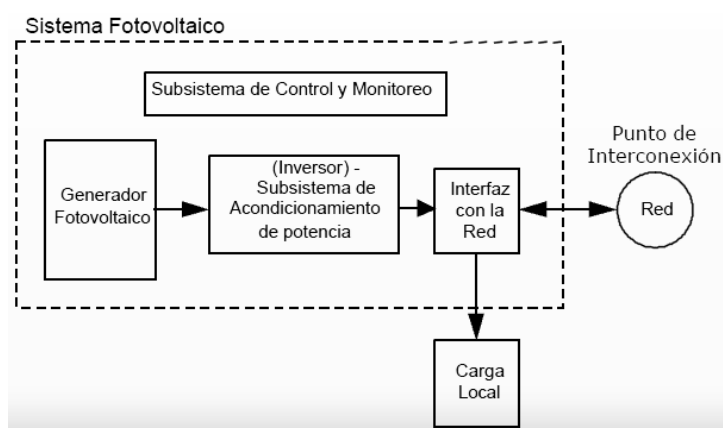 Sistema Fotovoltaico
Subsistema de Control y Monitoreo
Generador
Fotovoltaico
(Inversor) -
Subsistema de
Acondicionamiento
de potencia
Interfaz
con la
Red
Punto de
Interconexión
Red
Carga
Local